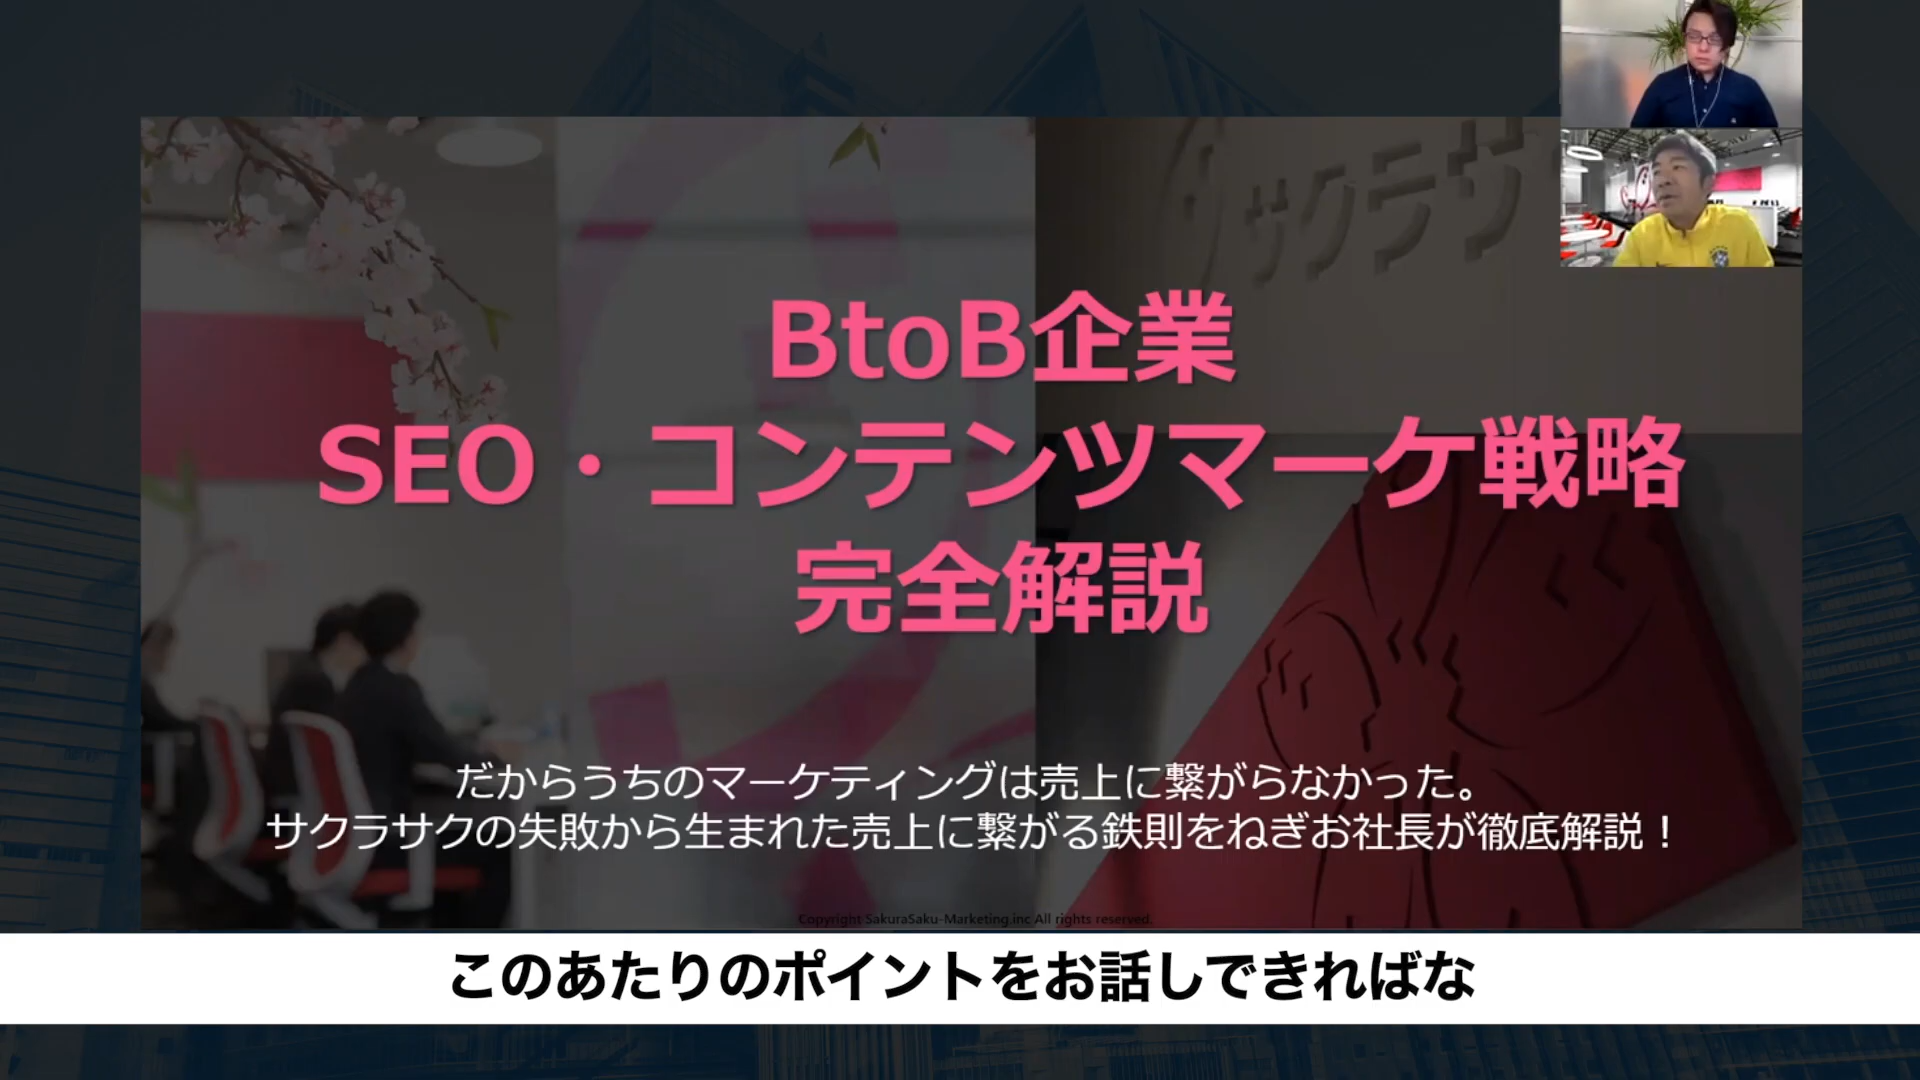 サクラサ
BtoB企業
SEO・コンテンツマーケ戦略
完全解説
だからうちのマーケティングは売上に繋がらなかった。
サクラサクの失敗から生まれた売上に繋がる鉄則をねぎお社長が徹底解説！
Copyright SakuraSaku-Marketing.inc All rights reserved.
このあたりのポイントをお話しできればな